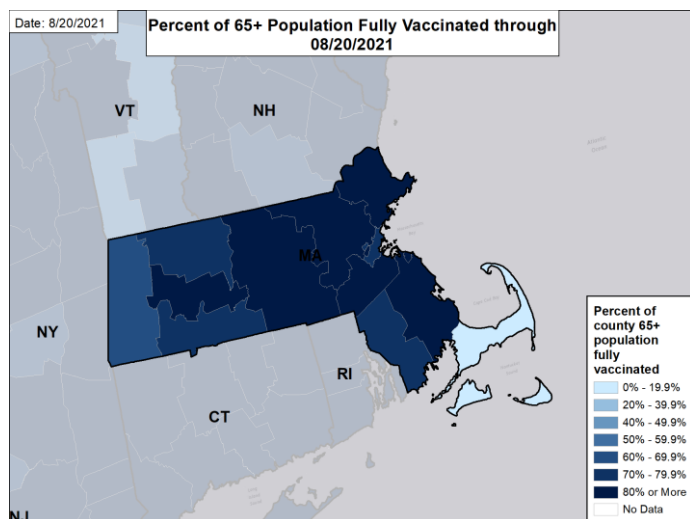 Date: 8/20/2021
Percent of 65+ Population Fully Vaccinated through
08/20/2021
VT
NH
MA
NY
RI
CT
NJ
Percent of
county 65+
population
fully
vaccinated
0% - 19.9%
20% - 39.9%
40% - 49.9%
50% - 59.9%
60% - 69.9%
70% - 79.9%
80% or More
No Data